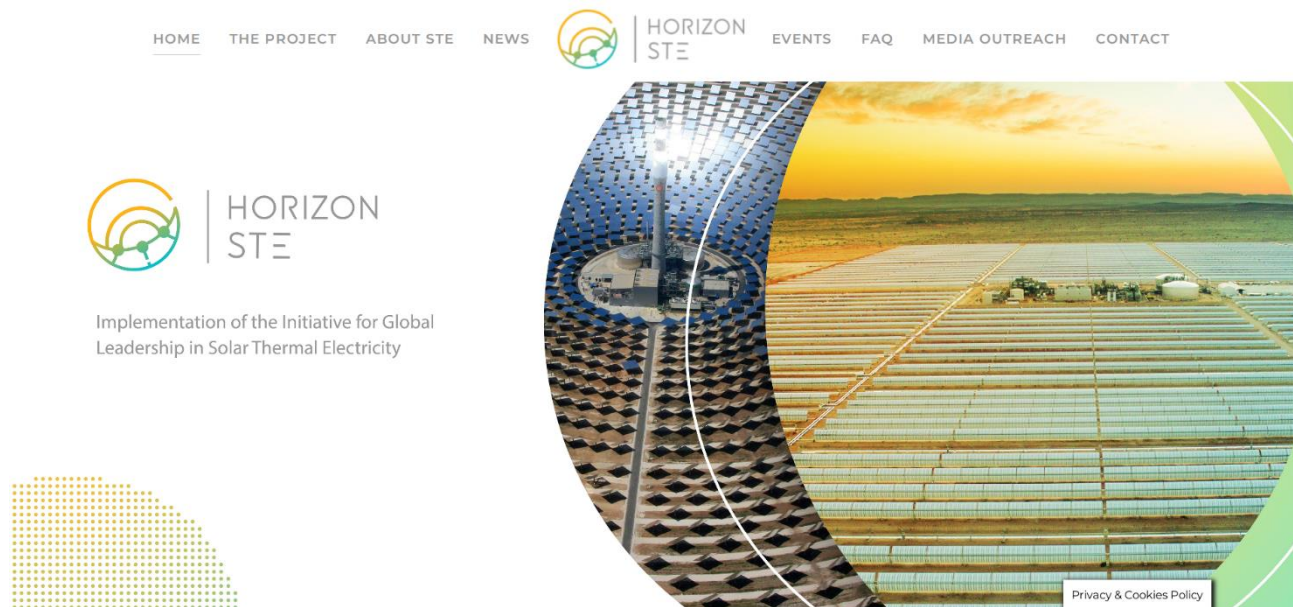 HOME THE PROJECT ABOUT STE NEWS HORIZON STE EVENTS FAQ MEDIA OUTREACH CONTACT
HORIZON
STE
Implementation of the Initiative for Global
Leadership in Solar Thermal Electricity
Privacy & Cookies Policy